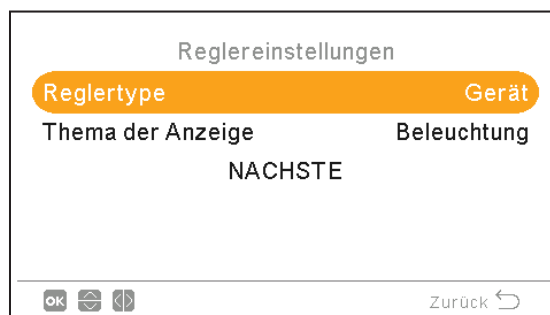 Reglereinstellungen
Reglertype Gerät
Thema der Anzeige Beleuchtung
NACHSTE
OK Zurück